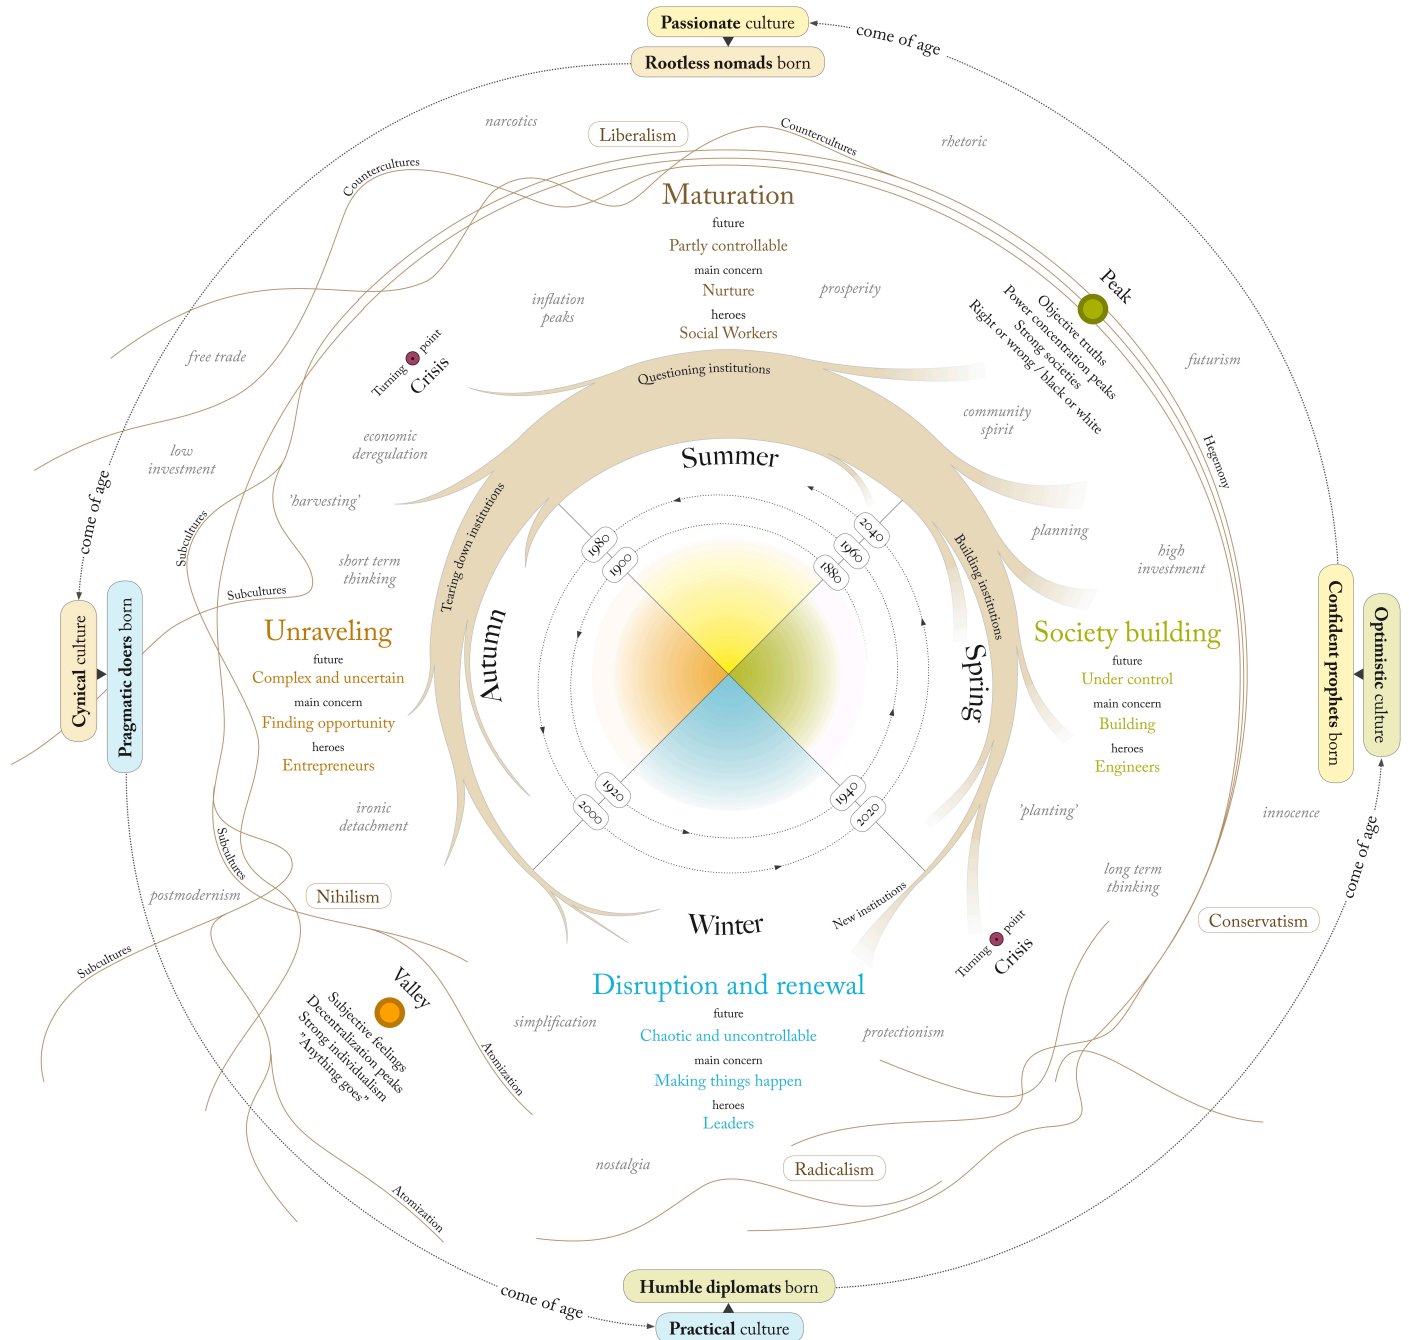 Passionate culture
Rootless nomads born
come of age
narcotics
Liberalism
Countercultures
rhetoric
Countercultures
Maturation
future
Partly controllable
main concern
Nurture
heroes
Social Workers
prosperity
inflation
peaks
Peak
Objective truths
Power concentration peaks
Strong societies
Right or wrong / black or white
free trade
Turning point
Crisis
Questioning institutions
futurism
community
spirit
economic
deregulation
low
investment
Hegemony
come of age
Summer
'harvesting'
Subcultures
Tearing down institutions
Building institutions
planning
high
investment
short term
thinking
Subcultures
1980
1900
2040
1960
1880
Unraveling
future
Complex and uncertain
main concern
Finding opportunity
heroes
Entrepreneurs
Autumn
Spring
Society building
future
Under control
main concern
Building
heroes
Engineers
Cynical culture
Pragmatic doers born
Confident prophets born
Optimistic culture
1920
2000
1940
2020
ironic
detachment
'planting'
innocence
Subcultures
long term
thinking
come of age
postmodernism
Nihilism
Winter
New institutions
Conservatism
Subcultures
Turning point
Crisis
Valley
Subjective feelings
Decentralization peaks
Strong individualism
"Anything goes"
Disruption and renewal
future
Chaotic and uncontrollable
main concern
Making things happen
heroes
Leaders
simplification
protectionism
Atomization
nostalgia
Radicalism
Atomization
come of age
Humble diplomats born
Practical culture